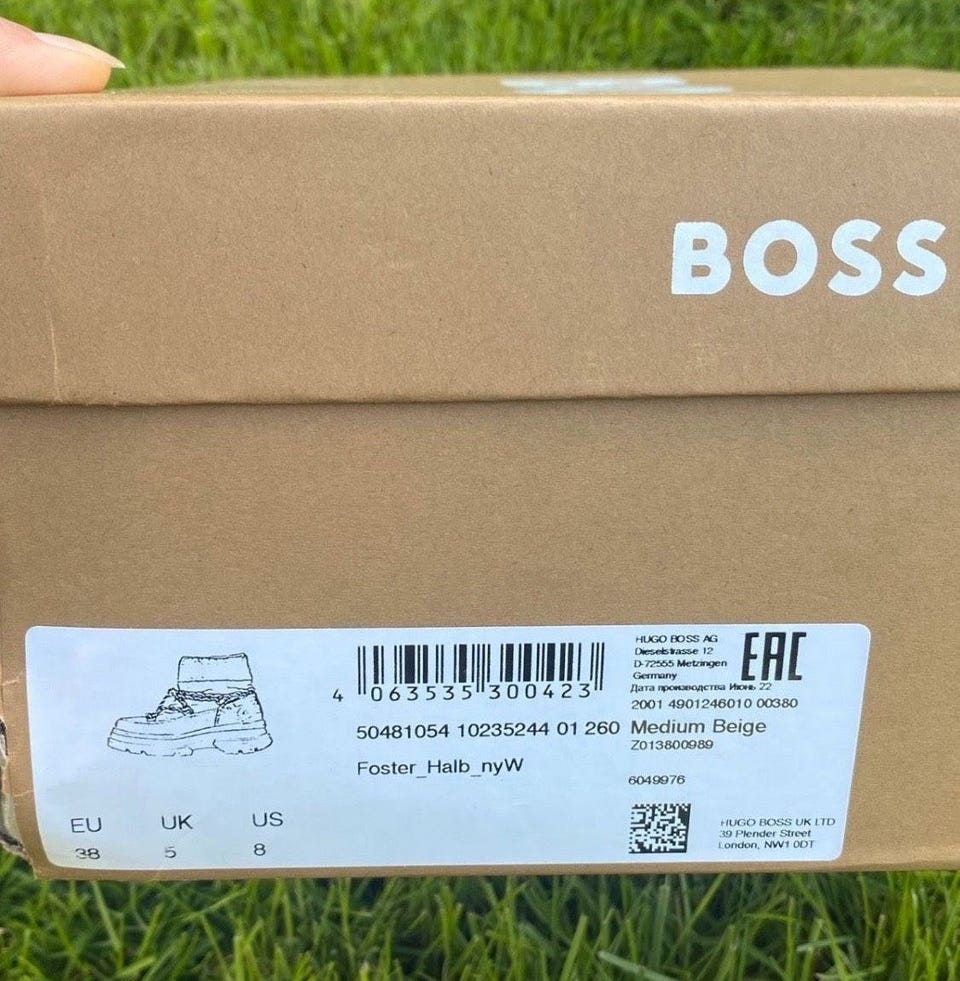 BOSS
4 063535 300423
50481054 10235244 01 260
Foster_Halb_nyW
EU UK US
38 5 8
HUGO BOSS AG
Dieselstrasse 12
D-72555 Metzingen
Germany
EAC
Дата производства Июнь 22
2001 4901246010 00380
Medium Beige
Z013800989
6049976
HUGO BOSS UK LTD
39 Plender Street
London, NW1 0DT